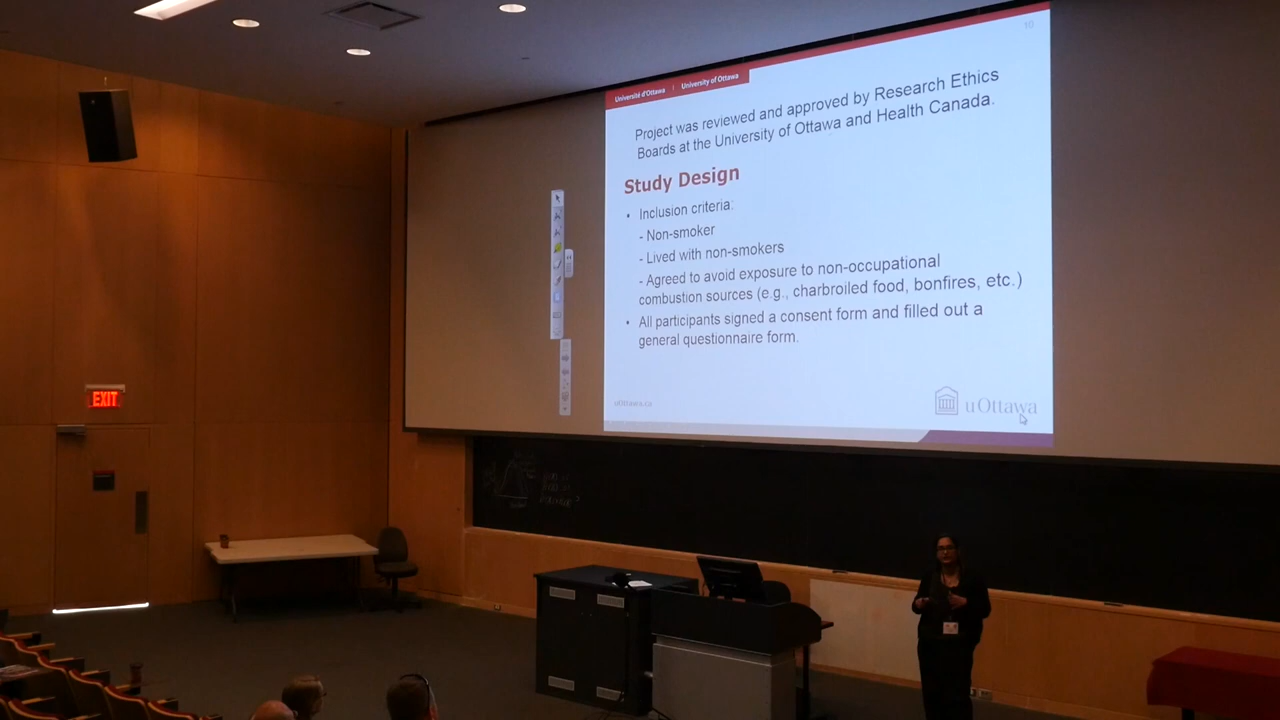 10
Université d'Ottawa | University of Ottawa
Project was reviewed and approved by Research Ethics
Boards at the University of Ottawa and Health Canada.
Study Design
• Inclusion criteria:
- Non-smoker
- Lived with non-smokers
- Agreed to avoid exposure to non-occupational
combustion sources (e.g., charbroiled food, bonfires, etc.)
• All participants signed a consent form and filled out a
general questionnaire form.
uOttawa.ca
uOttawa
EXIT